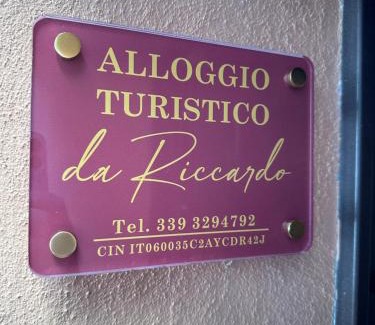 ALLOGGIO
TURISTICO
da Riccardo
Tel. 339 3294792
CIN IT060035C2AYCDR42J